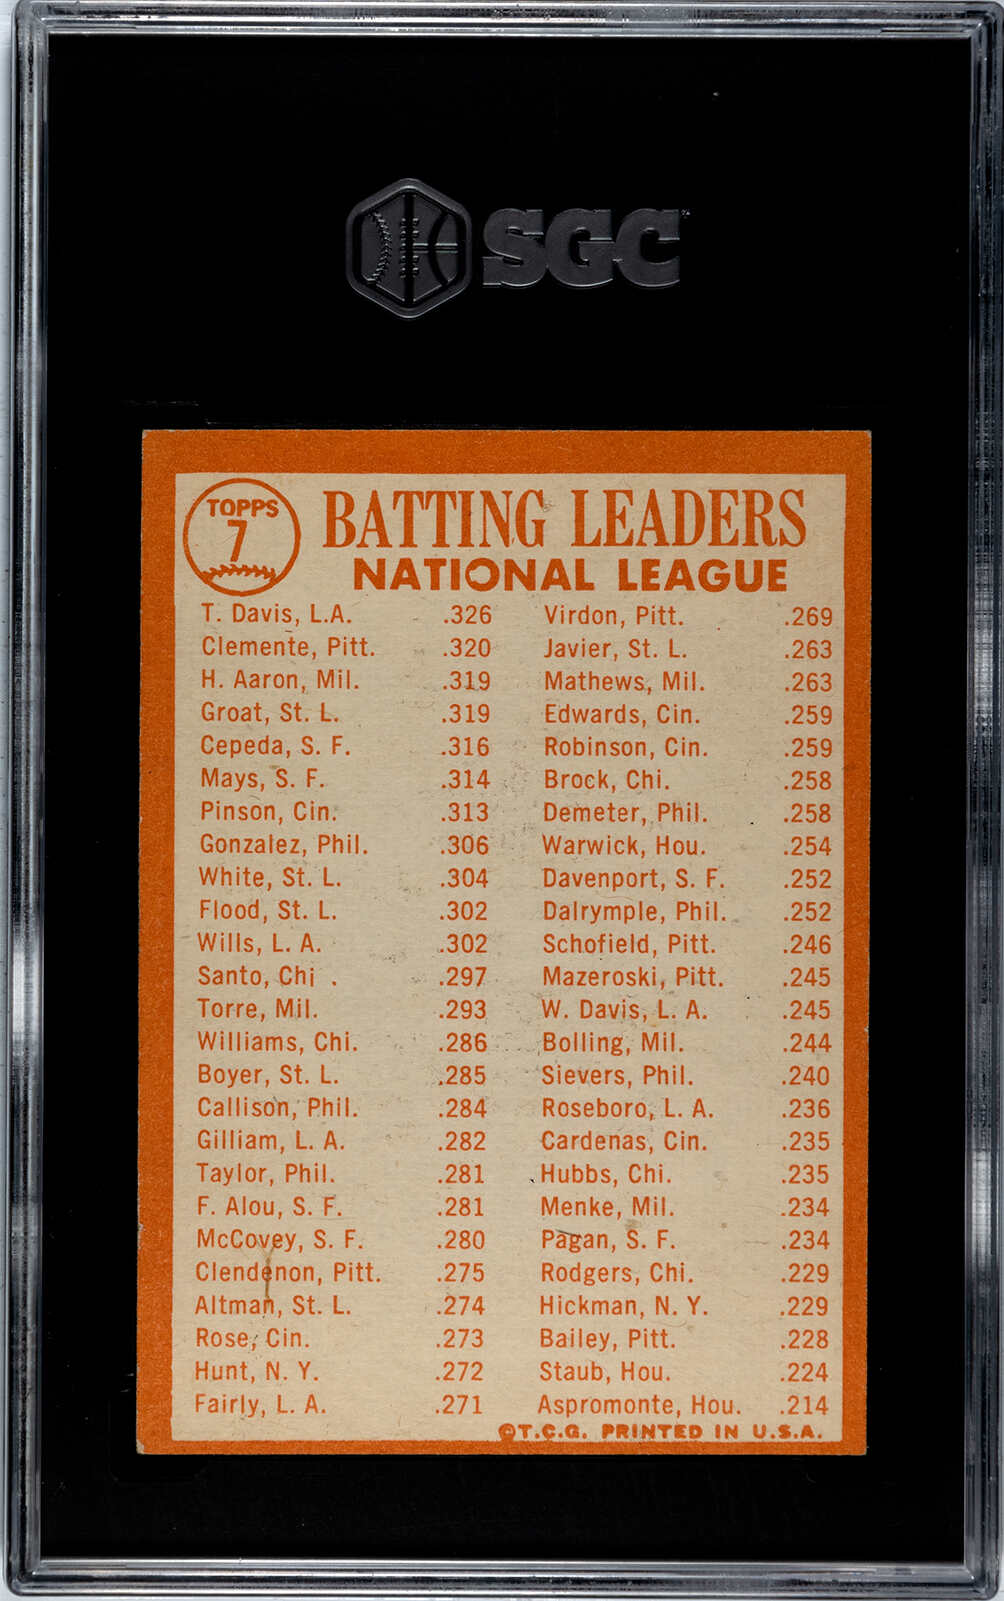 SGC
TOPPS
7
BATTING LEADERS
NATIONAL LEAGUE
T. Davis, L.A. .326
Clemente, Pitt. .320
H. Aaron, Mil. .319
Groat, St. L. .319
Cepeda, S. F. .316
Mays, S. F. .314
Pinson, Cin. .313
Gonzalez, Phil. .306
White, St. L. .304
Flood, St. L. .302
Wills, L. A. .302
Santo, Chi . .297
Torre, Mil. .293
Williams, Chi. .286
Boyer, St. L. .285
Callison, Phil. .284
Gilliam, L. A. .282
Taylor, Phil. .281
F. Alou, S. F. .281
McCovey, S. F. .280
Clendenon, Pitt. .275
Altman, St. L. .274
Rose, Cin. .273
Hunt, N. Y. .272
Fairly, L. A. .271
Virdon, Pitt. .269
Javier, St. L. .263
Mathews, Mil. .263
Edwards, Cin. .259
Robinson, Cin. .259
Brock, Chi. .258
Demeter, Phil. .258
Warwick, Hou. .254
Davenport, S. F. .252
Dalrymple, Phil. .252
Schofield, Pitt. .246
Mazeroski, Pitt. .245
W. Davis, L. A. .245
Bolling, Mil. .244
Sievers, Phil. .240
Roseboro, L. A. .236
Cardenas, Cin. .235
Hubbs, Chi. .235
Menke, Mil. .234
Pagan, S. F. .234
Rodgers, Chi. .229
Hickman, N. Y. .229
Bailey, Pitt. .228
Staub, Hou. .224
Aspromonte, Hou. .214
©T.C.G. PRINTED IN U.S.A.